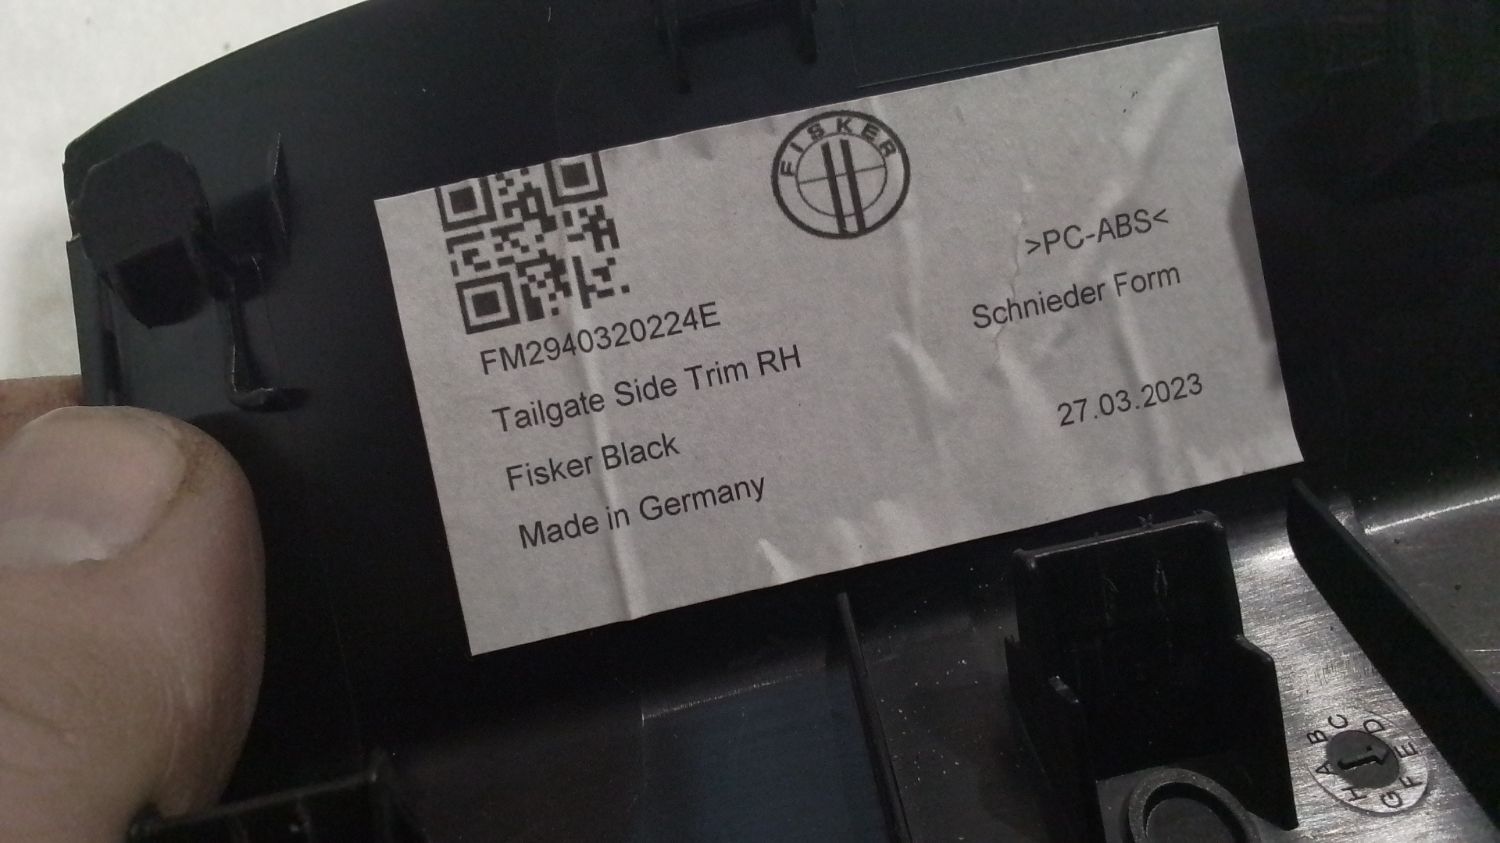 FISKER
>PC-ABS<
FM2940320224E
Schnieder Form
Tailgate Side Trim RH
27.03.2023
Fisker Black
Made in Germany
A B C D E F G H